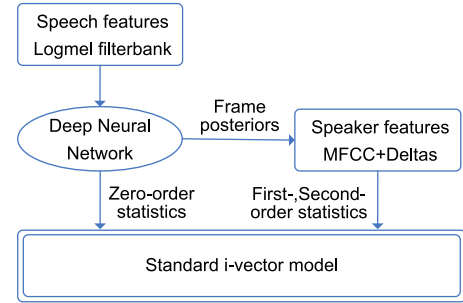 Speech features
Logmel filterbank
Deep Neural
Network
Frame
posteriors
Speaker features
MFCC+Deltas
Zero-order
statistics
First-,Second-
order statistics
Standard i-vector model